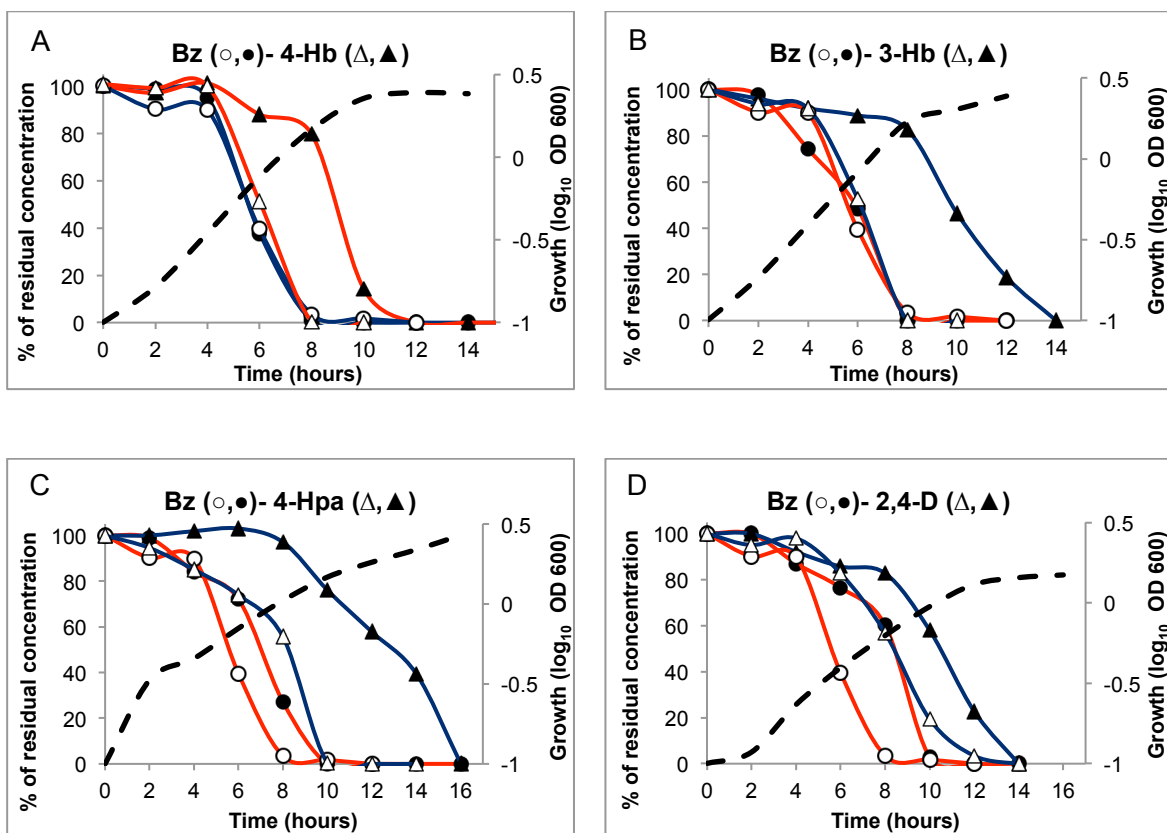 A
Bz (○,●)- 4-Hb (Δ,▲)
% of residual concentration
100
80
60
40
20
0
0 2 4 6 8 10 12 14
Time (hours)
0.5
0
-0.5
-1
Growth (log10 OD 600)
B
Bz (○,●)- 3-Hb (Δ,▲)
% of residual concentration
100
80
60
40
20
0
0 2 4 6 8 10 12 14
Time (hours)
0.5
0
-0.5
-1
Growth (log10 OD 600)
C
Bz (○,●)- 4-Hpa (Δ,▲)
% of residual concentration
100
80
60
40
20
0
0 2 4 6 8 10 12 14 16
Time (hours)
0.5
0
-0.5
-1
Growth (log10 OD 600)
D
Bz (○,●)- 2,4-D (Δ,▲)
% of residual concentration
100
80
60
40
20
0
0 2 4 6 8 10 12 14 16
Time (hours)
0.5
0
-0.5
-1
Growth (log10 OD 600)